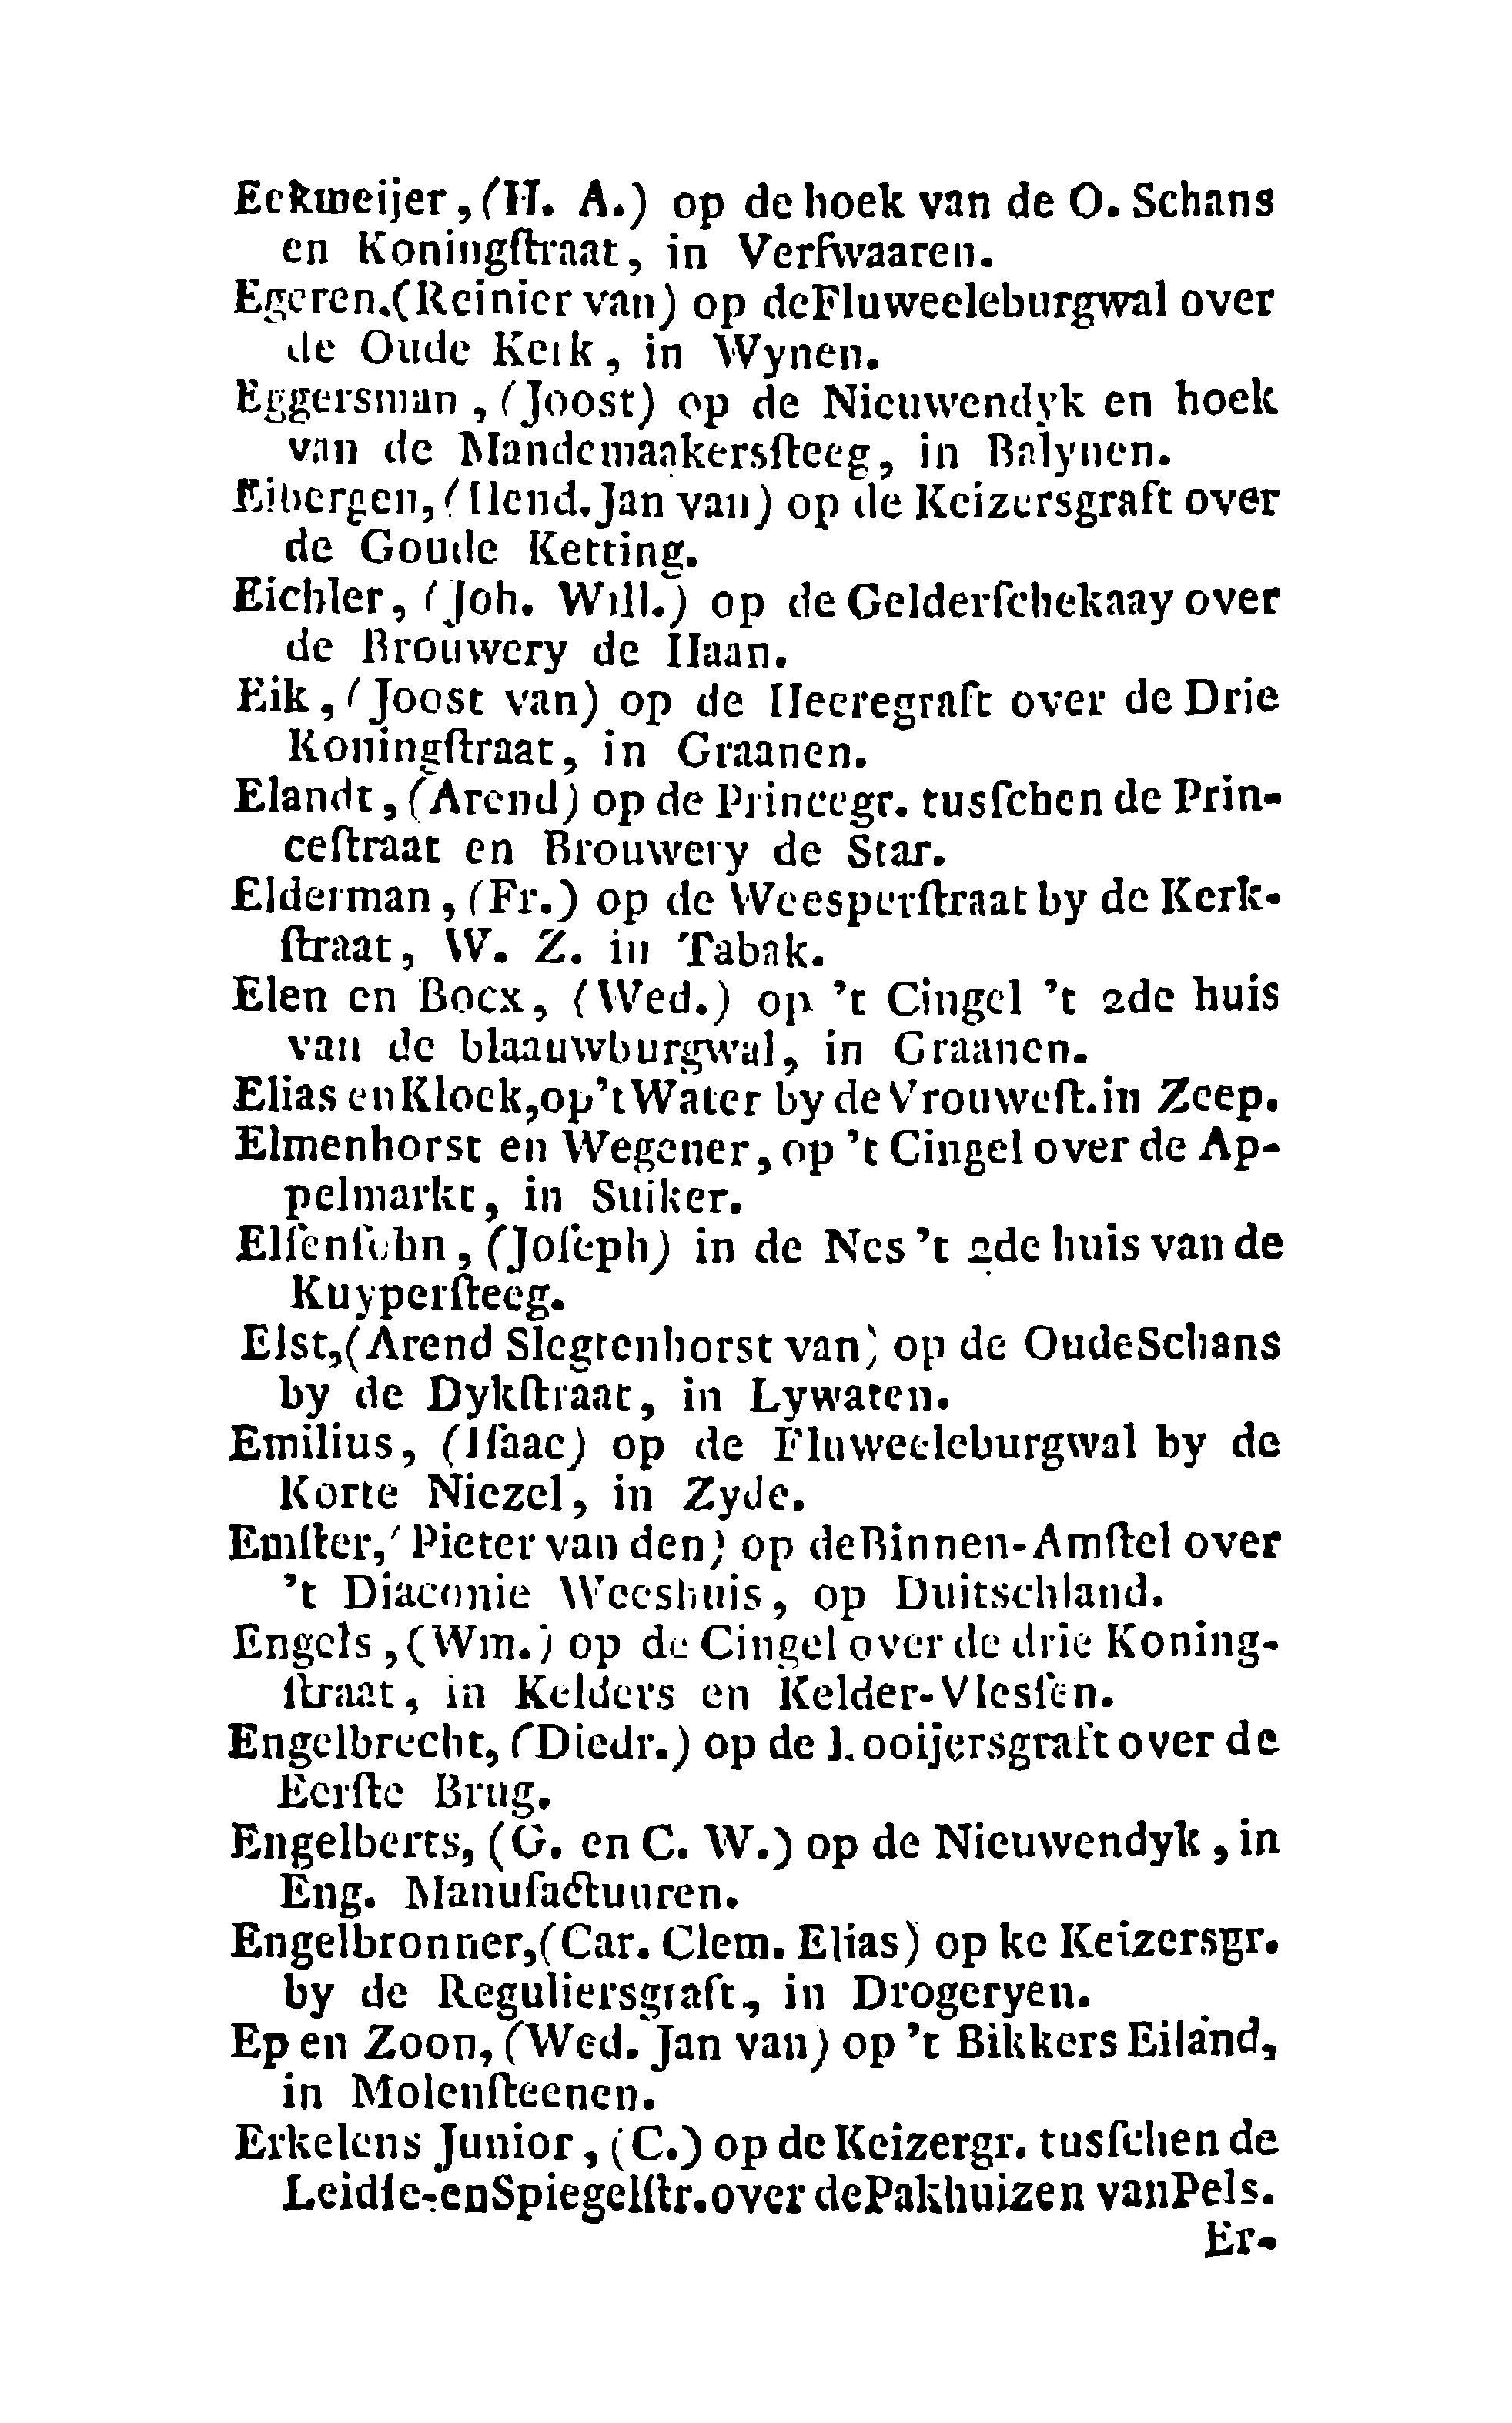 Eekmeijer, (H. A.) op de hoek van de O. Schans
en Koningſtraat, in Verfwaaren.
Egeren, (Reinier van) op de Fluweeleburgwal over
de Oude Kerk, in Wynen.
Eggersman, (Joost) op de Nieuwendyk en hoek
van de Mandemaakersſteeg, in Balynen.
Eibergen, (Hend. Jan van) op de Keizersgraft over
de Goude Ketting.
Eichler, (Joh. Will.) op de Gelderſchekaay over
de Brouwery de Haan.
Eik, (Joost van) op de Heeregraft over de Drie
Koningſtraat, in Graanen.
Elandt, (Arend) op de Princegr. tusſchen de Prin-
ceſtraat en Brouwery de Star.
Elderman, (Fr.) op de Weesperſtraat by de Kerk-
ſtraat, W. Z. in Tabak.
Elen en Bocx, (Wed.) op 't Cingel 't 2de huis
van de blaauwburgwal, in Graanen.
Elias en Klock, op 't Water by de Vrouweſt. in Zeep.
Elmenhorst en Wegener, op 't Cingel over de Ap-
pelmarkt, in Suiker.
Elſenſohn, (Joſeph) in de Nes 't 2de huis van de
Kuyperſteeg.
Elst, (Arend Slegtenhorst van) op de Oude Schans
by de Dykſtraat, in Lywaten.
Emilius, (Iſaac) op de Fluweeleburgwal by de
Korte Niezel, in Zyde.
Emſter, (Pieter van den) op de Binnen-Amſtel over
't Diaconie Weeshuis, op Duitschland.
Engels, (Wm.) op de Cingel over de drie Koning-
ſtraat, in Kelders en Kelder-Vlesſen.
Engelbrecht, (Diedr.) op de Looijersgraft over de
Eerſte Brug.
Engelberts, (G. en C. W.) op de Nieuwendyk, in
Eng. Manufactuuren.
Engelbronner, (Car. Clem. Elias) op ke Keizersgr.
by de Reguliersgraft, in Drogeryen.
Ep en Zoon, (Wed. Jan van) op 't Bikkers Eiland,
in Molenſteenen.
Erkelens Junior, (C.) op de Keizergr. tusſchen de
Leidſe- en Spiegelſtr. over de Pakhuizen van Pels.
Er-